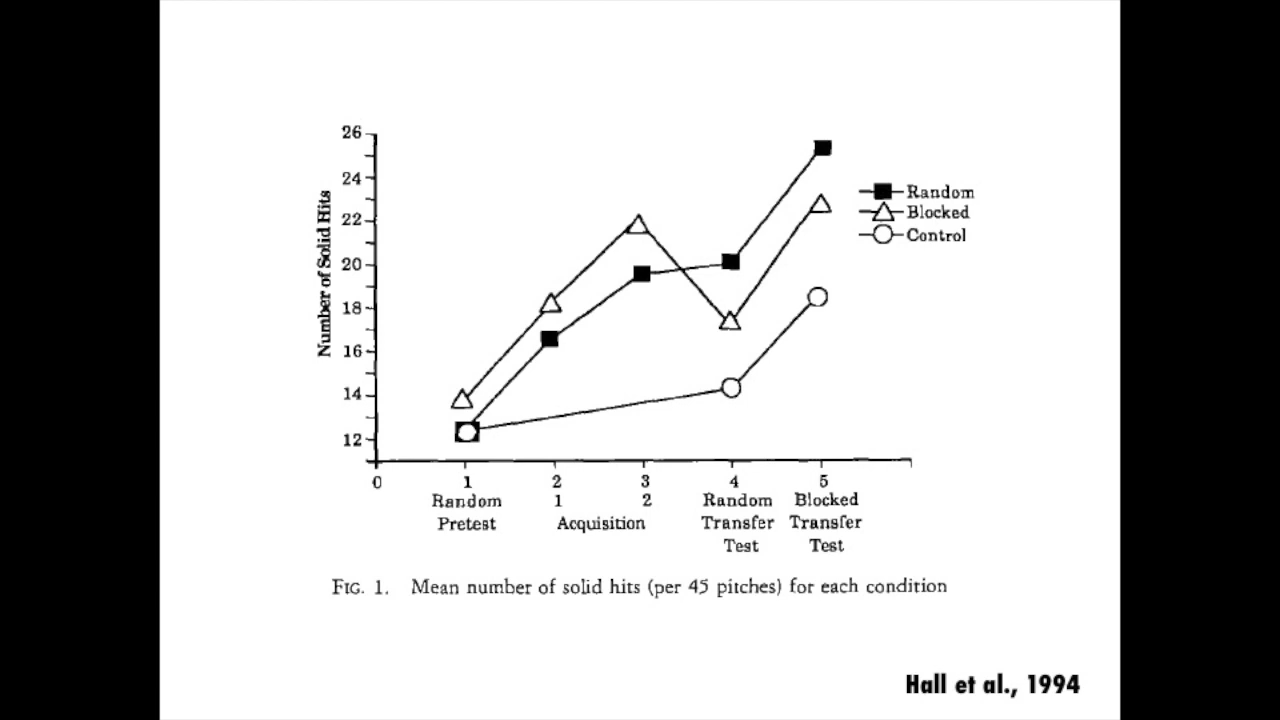 26
24
22
20
18
16
14
12
Number of Solid Hits
Random
Blocked
Control
0 1 2 3 4 5
Random 1 2 Random Blocked
Pretest Acquisition Transfer Transfer
Test Test
FIG. 1. Mean number of solid hits (per 45 pitches) for each condition
Hall et al., 1994